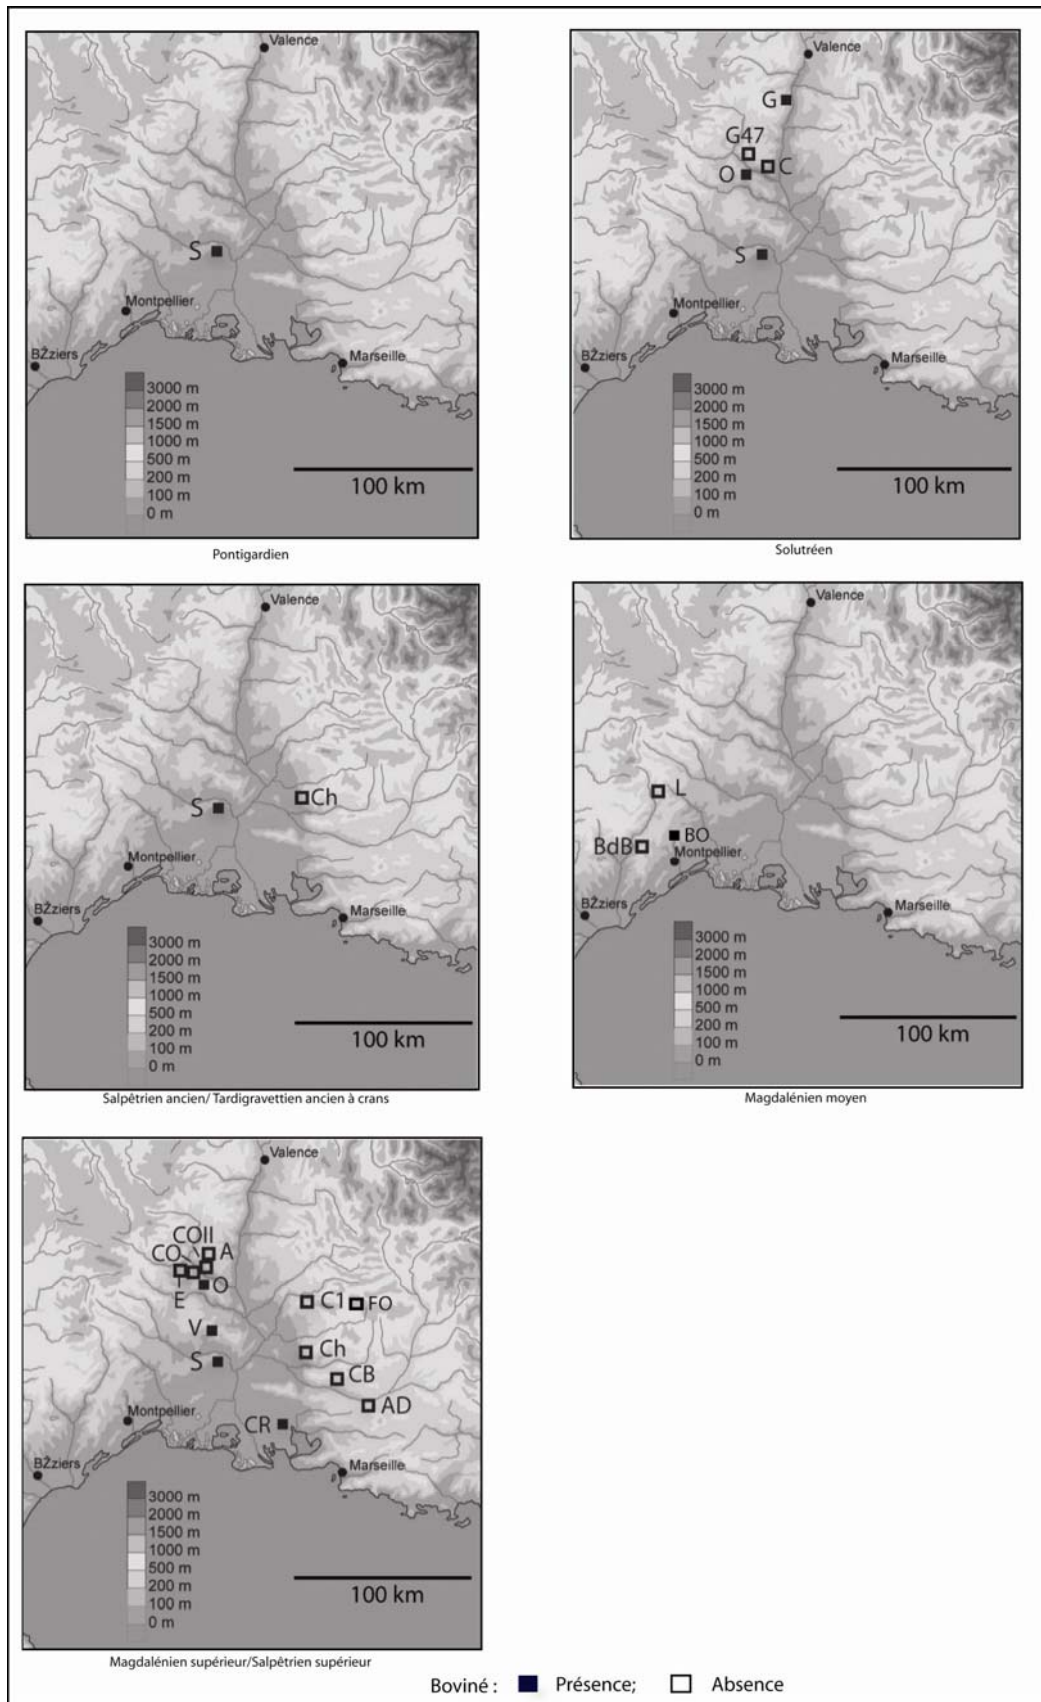 Valence
S
Montpellier
BŽziers
Marseille
3000 m
2000 m
1500 m
1000 m
500 m
200 m
100 m
0 m
100 km
Pontigardien
Valence
G
G47
O
C
S
Montpellier
BŽziers
Marseille
3000 m
2000 m
1500 m
1000 m
500 m
200 m
100 m
0 m
100 km
Solutréen
Valence
Ch
S
Montpellier
BŽziers
Marseille
3000 m
2000 m
1500 m
1000 m
500 m
200 m
100 m
0 m
100 km
Salpêtrien ancien/ Tardigravettien ancien à crans
Valence
L
BO
BdB
Montpellier
BŽziers
Marseille
3000 m
2000 m
1500 m
1000 m
500 m
200 m
100 m
0 m
100 km
Magdalénien moyen
Valence
COII
CO
A
O
E
C1
FO
V
Ch
S
CB
AD
CR
Montpellier
BŽziers
Marseille
3000 m
2000 m
1500 m
1000 m
500 m
200 m
100 m
0 m
100 km
Magdalénien supérieur/Salpêtrien supérieur
Boviné : Présence; Absence